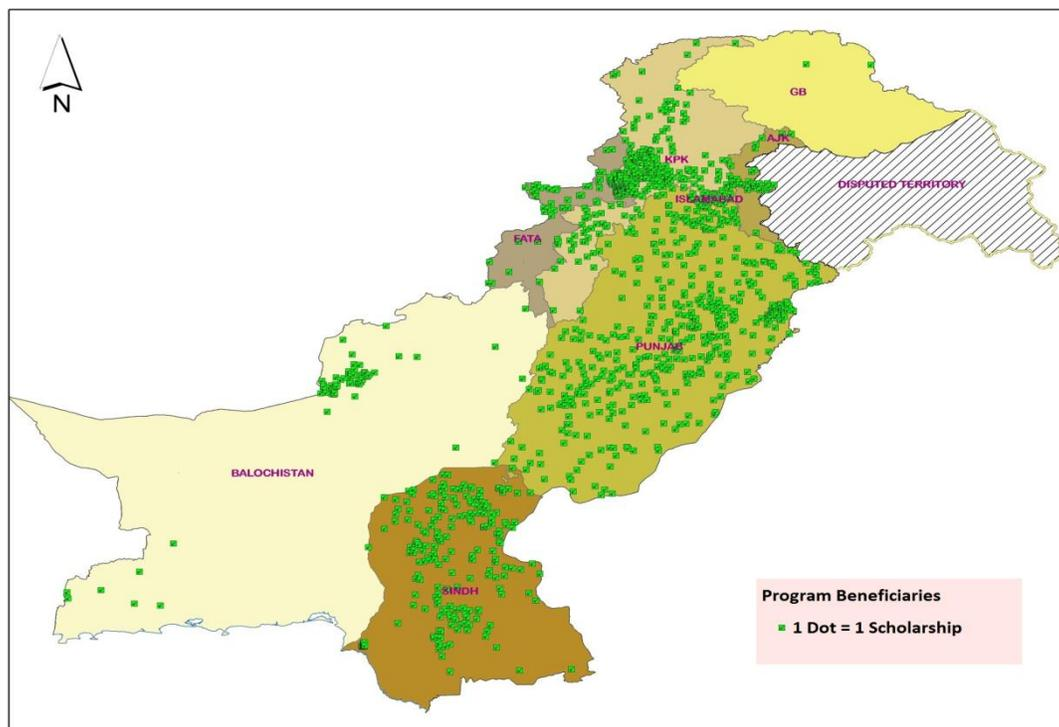 N
GB
AJK
KPK
DISPUTED TERRITORY
ISLAMABAD
FATA
PUNJAB
BALOCHISTAN
SINDH
Program Beneficiaries
1 Dot = 1 Scholarship